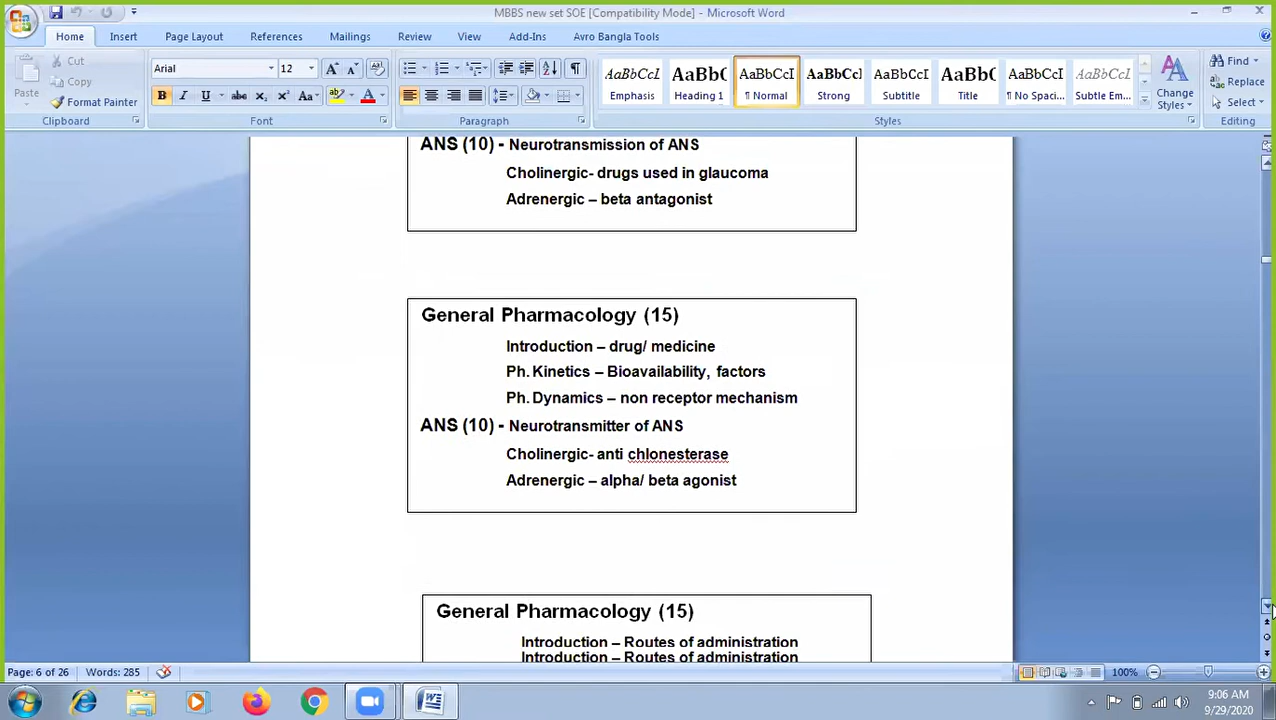 MBBS new set SOE [Compatibility Mode] - Microsoft Word
Home Insert Page Layout References Mailings Review View Add-Ins Avro Bangla Tools
Paste
Cut
Copy
Format Painter
Clipboard
Arial 12
B I U abc x₂ x² Aa A
Font
Paragraph
AaBbCcI AaBbC AaBbCcI AaBbCcl AaBbCcI AaBbC AaBbCcI AaBbCcI
Emphasis Heading 1 ¶ Normal Strong Subtitle Title ¶ No Spaci... Subtle Em...
Change Styles
Styles
Find
Replace
Select
Editing
ANS (10) - Neurotransmission of ANS
Cholinergic- drugs used in glaucoma
Adrenergic – beta antagonist
General Pharmacology (15)
Introduction – drug/ medicine
Ph. Kinetics – Bioavailability, factors
Ph. Dynamics – non receptor mechanism
ANS (10) - Neurotransmitter of ANS
Cholinergic- anti chlonesterase
Adrenergic – alpha/ beta agonist
General Pharmacology (15)
Introduction – Routes of administration
Introduction – Routes of administration
Page: 6 of 26 Words: 285 100%
9:06 AM
9/29/2020